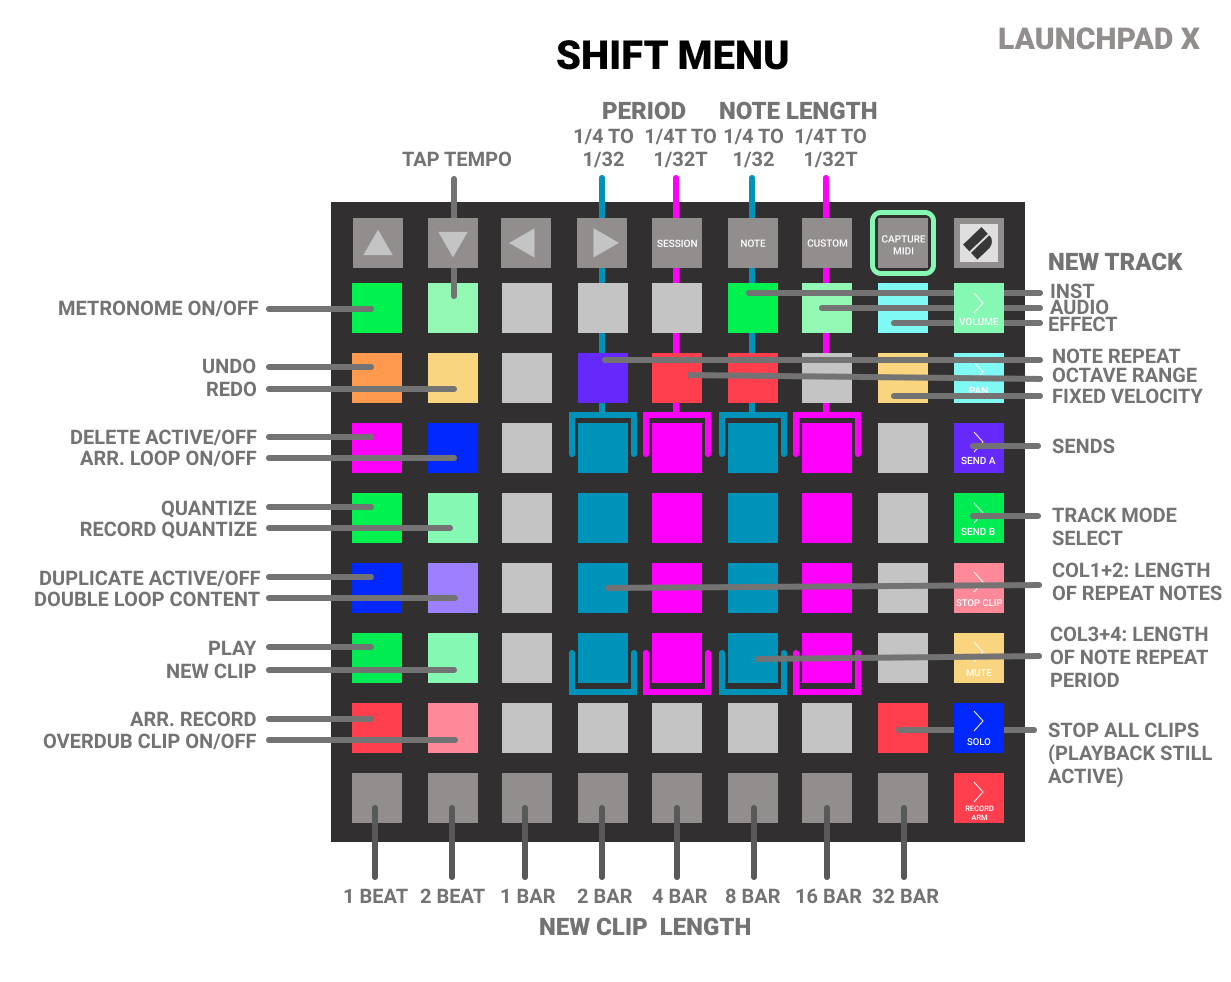 LAUNCHPAD X
SHIFT MENU
PERIOD NOTE LENGTH
1/4 TO 1/4T TO 1/4 TO 1/4T TO
TAP TEMPO 1/32 1/32T 1/32 1/32T
SESSION NOTE CUSTOM CAPTURE
MIDI
NEW TRACK
INST
METRONOME ON/OFF AUDIO
VOLUME EFFECT
NOTE REPEAT
UNDO OCTAVE RANGE
REDO PAN FIXED VELOCITY
DELETE ACTIVE/OFF SENDS
ARR. LOOP ON/OFF SEND A
QUANTIZE TRACK MODE
RECORD QUANTIZE SEND B SELECT
DUPLICATE ACTIVE/OFF COL1+2: LENGTH
DOUBLE LOOP CONTENT STOP CLIP OF REPEAT NOTES
COL3+4: LENGTH
PLAY OF NOTE REPEAT
NEW CLIP MUTE PERIOD
ARR. RECORD STOP ALL CLIPS
OVERDUB CLIP ON/OFF SOLO (PLAYBACK STILL
ACTIVE)
RECORD
ARM
1 BEAT 2 BEAT 1 BAR 2 BAR 4 BAR 8 BAR 16 BAR 32 BAR
NEW CLIP LENGTH